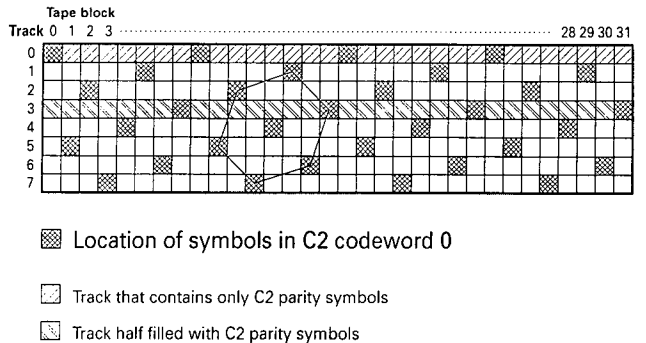 Tape block
Track 0 1 2 3 28 29 30 31
0
1
2
3
4
5
6
7
Location of symbols in C2 codeword 0
Track that contains only C2 parity symbols
Track half filled with C2 parity symbols